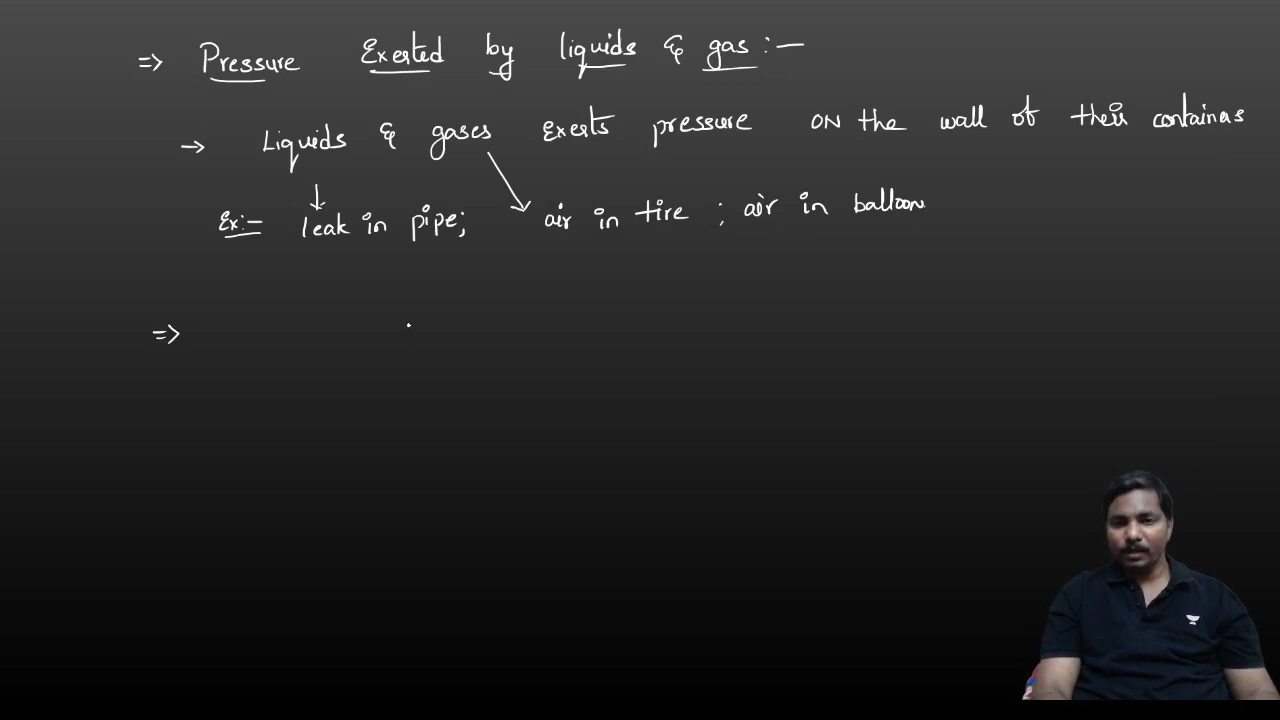 => Pressure Exerted by liquids & gas :-
→ Liquids & gases exerts pressure ON the wall of their containers
Ex:- leak in pipe; air in tire ; air in balloon
=>